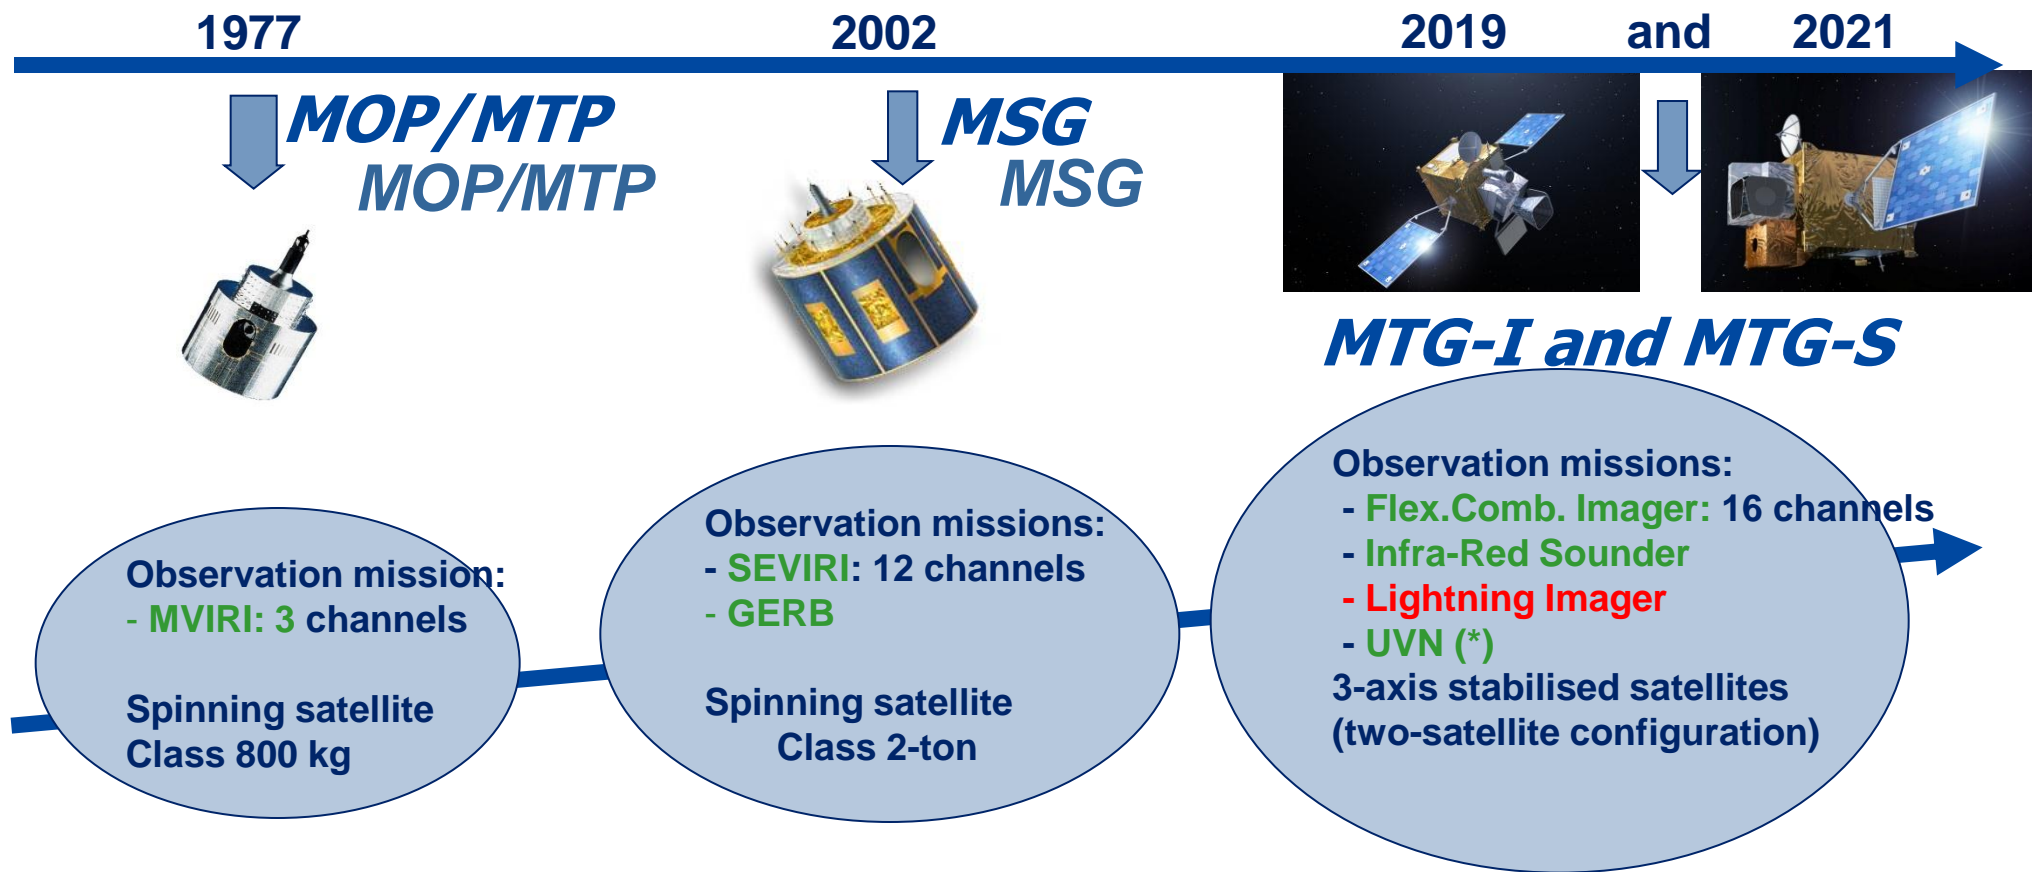 1977 2002 2019 and 2021
MOP/MTP
MOP/MTP
MSG
MSG
MTG-I and MTG-S
Observation mission:
- MVIRI: 3 channels
Spinning satellite
Class 800 kg
Observation missions:
- SEVIRI: 12 channels
- GERB
Spinning satellite
Class 2-ton
Observation missions:
- Flex.Comb. Imager: 16 channels
- Infra-Red Sounder
- Lightning Imager
- UVN (*)
3-axis stabilised satellites
(two-satellite configuration)